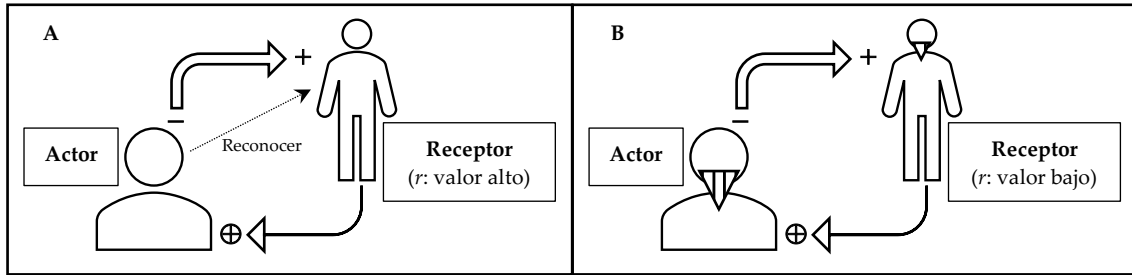 A
+
−
Reconocer
Actor
Receptor
(r: valor alto)
⊕
B
+
−
Actor
Receptor
(r: valor bajo)
⊕